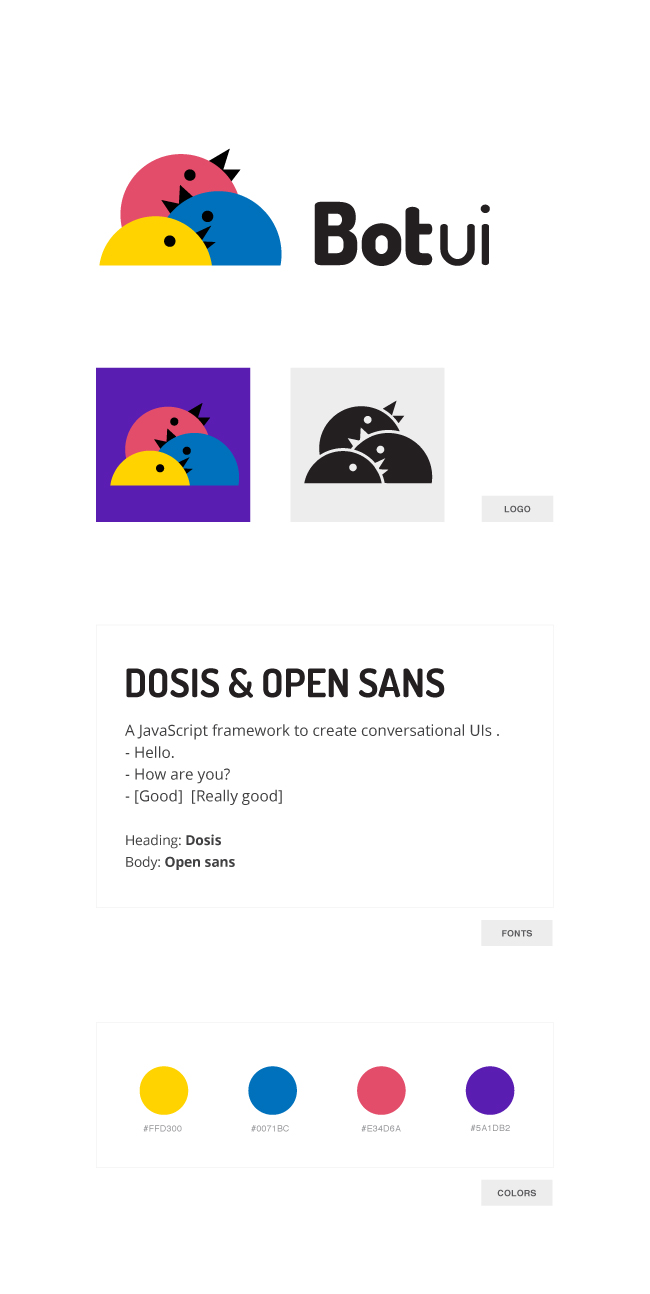 Botui
LOGO
DOSIS & OPEN SANS
A JavaScript framework to create conversational UIs .
- Hello.
- How are you?
- [Good]  [Really good]
Heading: Dosis
Body: Open sans
FONTS
#FFD300 #0071BC #E34D6A #5A1DB2
COLORS